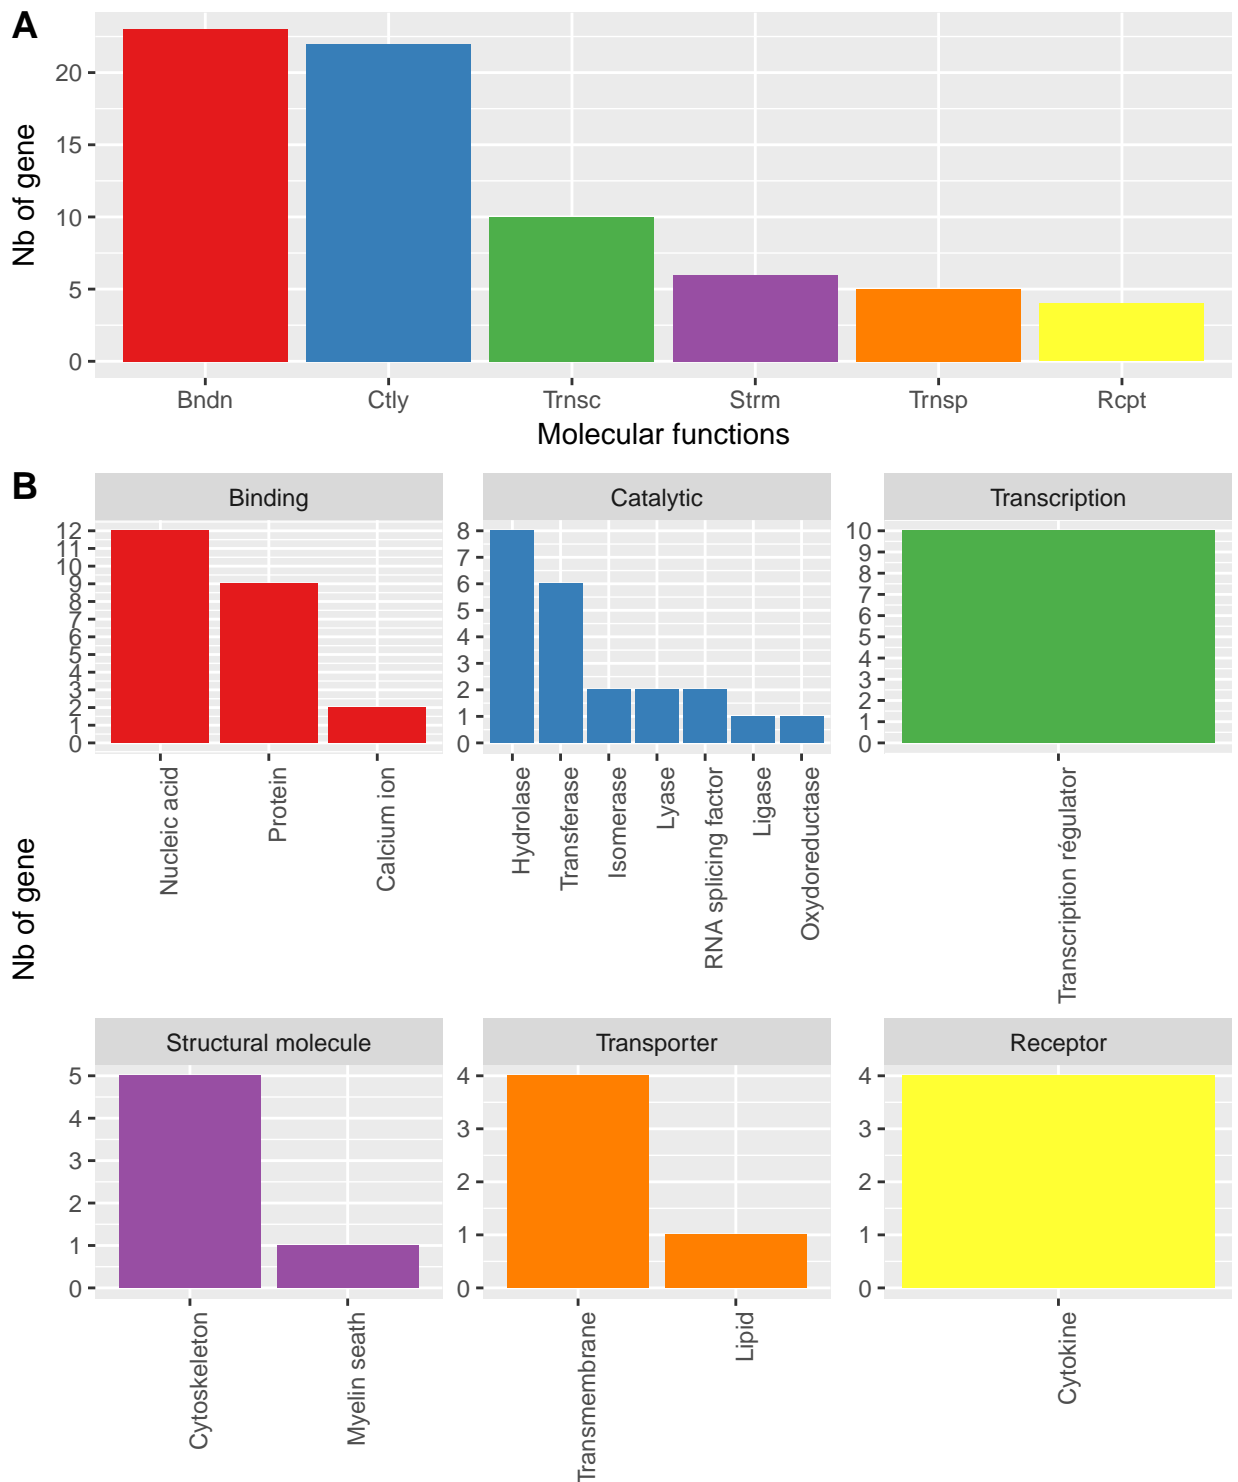 A
Nb of gene
20
15
10
5
0
Bndn Ctly Trnsc Strm Trnsp Rcpt
Molecular functions
B
Nb of gene
Binding
12
11
10
9
8
7
6
5
4
3
2
1
0
Nucleic acid
Protein
Calcium ion
Catalytic
8
7
6
5
4
3
2
1
0
Hydrolase
Transferase
Isomerase
Lyase
RNA splicing factor
Ligase
Oxydoreductase
Transcription
10
9
8
7
6
5
4
3
2
1
0
Transcription régulator
Structural molecule
5
4
3
2
1
0
Cytoskeleton
Myelin seath
Transporter
4
3
2
1
0
Transmembrane
Lipid
Receptor
4
3
2
1
0
Cytokine